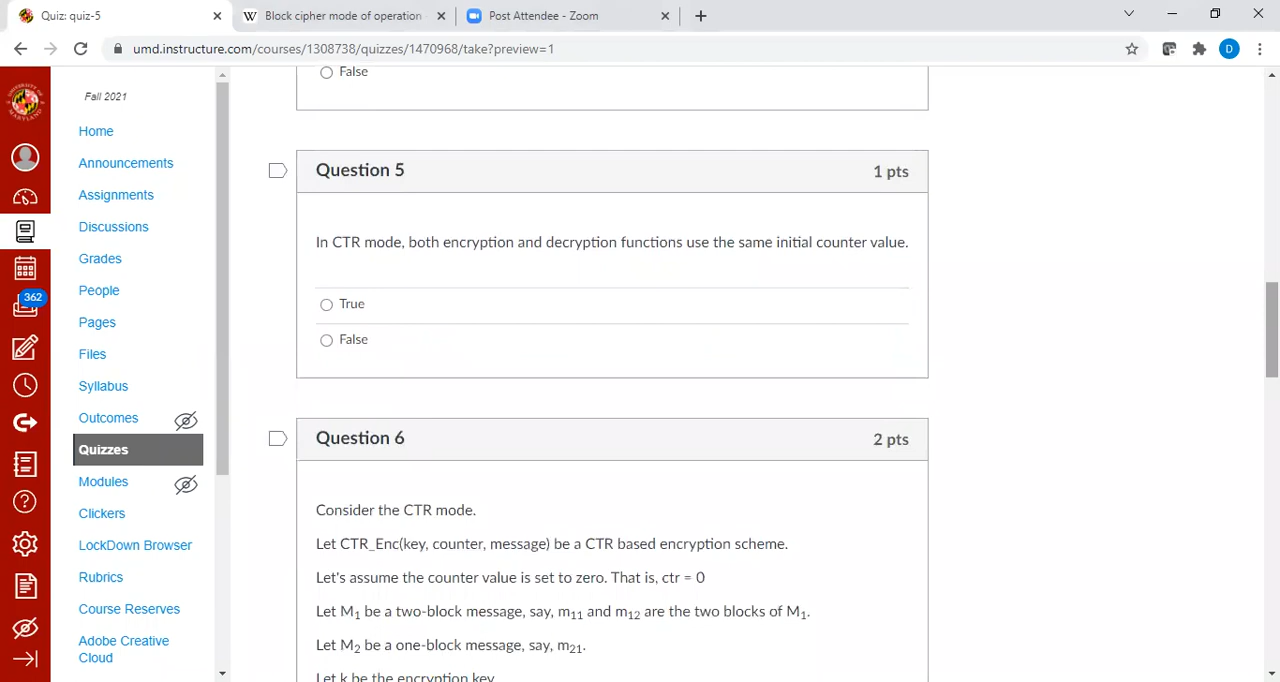 Quiz: quiz-5
Block cipher mode of operation
Post Attendee - Zoom
umd.instructure.com/courses/1308738/quizzes/1470968/take?preview=1
D
Fall 2021
Home
Announcements
Assignments
Discussions
Grades
People
Pages
Files
Syllabus
Outcomes
Quizzes
Modules
Clickers
LockDown Browser
Rubrics
Course Reserves
Adobe Creative
Cloud
362
False
Question 5
1 pts
In CTR mode, both encryption and decryption functions use the same initial counter value.
True
False
Question 6
2 pts
Consider the CTR mode.
Let CTR_Enc(key, counter, message) be a CTR based encryption scheme.
Let's assume the counter value is set to zero. That is, ctr = 0
Let M₁ be a two-block message, say, m₁₁ and m₁₂ are the two blocks of M₁.
Let M₂ be a one-block message, say, m₂₁.
Let k be the encryption key